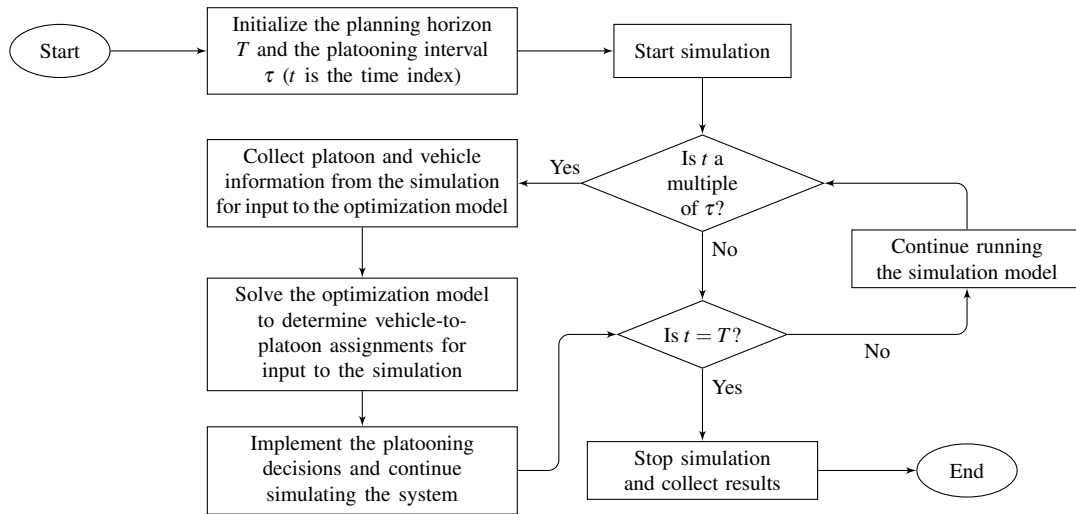 Start
Initialize the planning horizon
T and the platooning interval
τ (t is the time index)
Start simulation
Is t a
multiple
of τ?
Yes
No
Collect platoon and vehicle
information from the simulation
for input to the optimization model
Solve the optimization model
to determine vehicle-to-
platoon assignments for
input to the simulation
Implement the platooning
decisions and continue
simulating the system
Is t = T?
No
Continue running
the simulation model
Yes
Stop simulation
and collect results
End